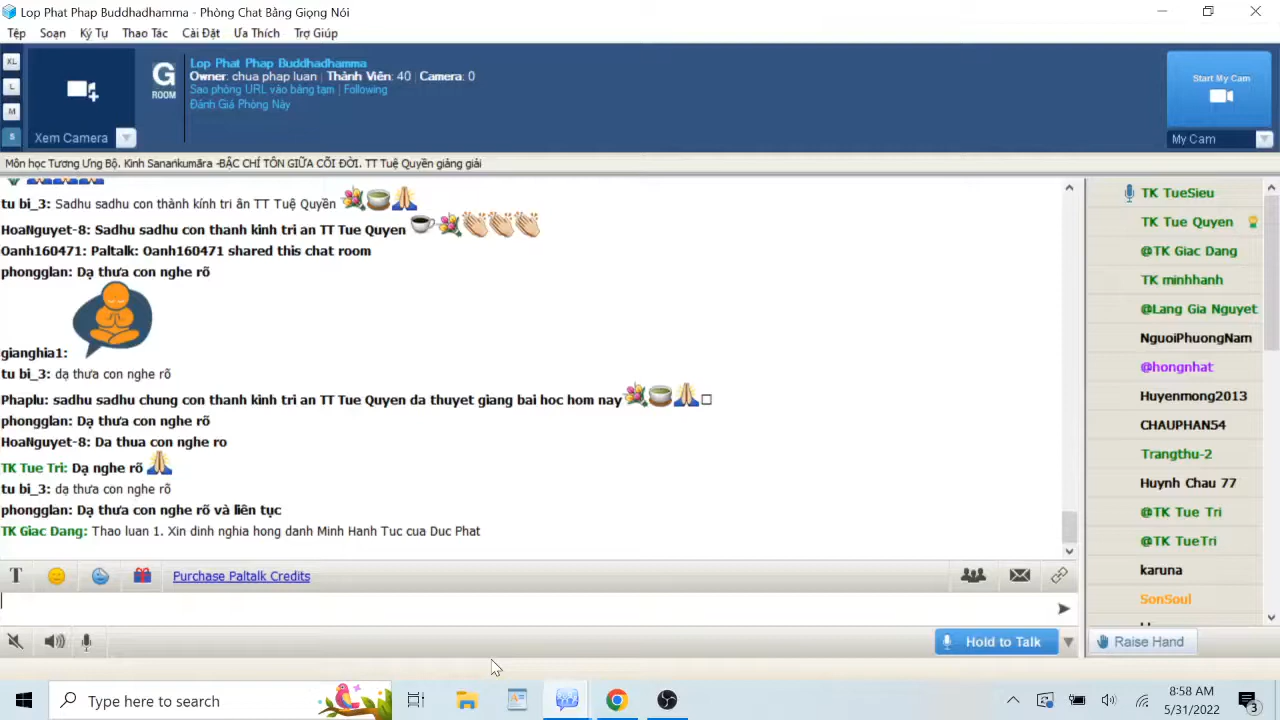 Lop Phat Phap Buddhadhamma - Phòng Chat Bằng Giọng Nói
Tệp Soạn Ký Tự Thao Tác Cài Đặt Ưa Thích Trợ Giúp
XL
L
M
S
Xem Camera
G
ROOM
Lop Phat Phap Buddhadhamma
Owner: chua phap luan | Thành Viên: 40 | Camera: 0
Sao phòng URL vào bảng tạm | Following
Đánh Giá Phòng Này
Start My Cam
My Cam
Môn học Tương Ưng Bộ. Kinh Sanaṅkumāra -BẬC CHÍ TÔN GIỮA CÕI ĐỜI. TT Tuệ Quyền giảng giải
tu bi_3: Sadhu sadhu con thành kính tri ân TT Tuệ Quyền
HoaNguyet-8: Sadhu sadhu con thanh kinh tri an TT Tue Quyen
Oanh160471: Paltalk: Oanh160471 shared this chat room
phongglan: Dạ thưa con nghe rõ
gianghia1:
tu bi_3: dạ thưa con nghe rõ
Phaplu: sadhu sadhu chung con thanh kinh tri an TT Tue Quyen da thuyet giang bai hoc hom nay
phongglan: Dạ thưa con nghe rõ
HoaNguyet-8: Da thua con nghe ro
TK Tue Tri: Dạ nghe rõ
tu bi_3: dạ thưa con nghe rõ
phongglan: Dạ thưa con nghe rõ và liên tục
TK Giac Dang: Thao luan 1. Xin dinh nghia hong danh Minh Hanh Tuc cua Duc Phat
TK TueSieu
TK Tue Quyen
@TK Giac Dang
TK minhhanh
@Lang Gia Nguyet
NguoiPhuongNam
@hongnhat
Huyenmong2013
CHAUPHAN54
Trangthu-2
Huynh Chau 77
@TK Tue Tri
@TK TueTri
karuna
SonSoul
T Purchase Paltalk Credits
Hold to Talk
Raise Hand
Type here to search
8:58 AM
5/31/2022
3